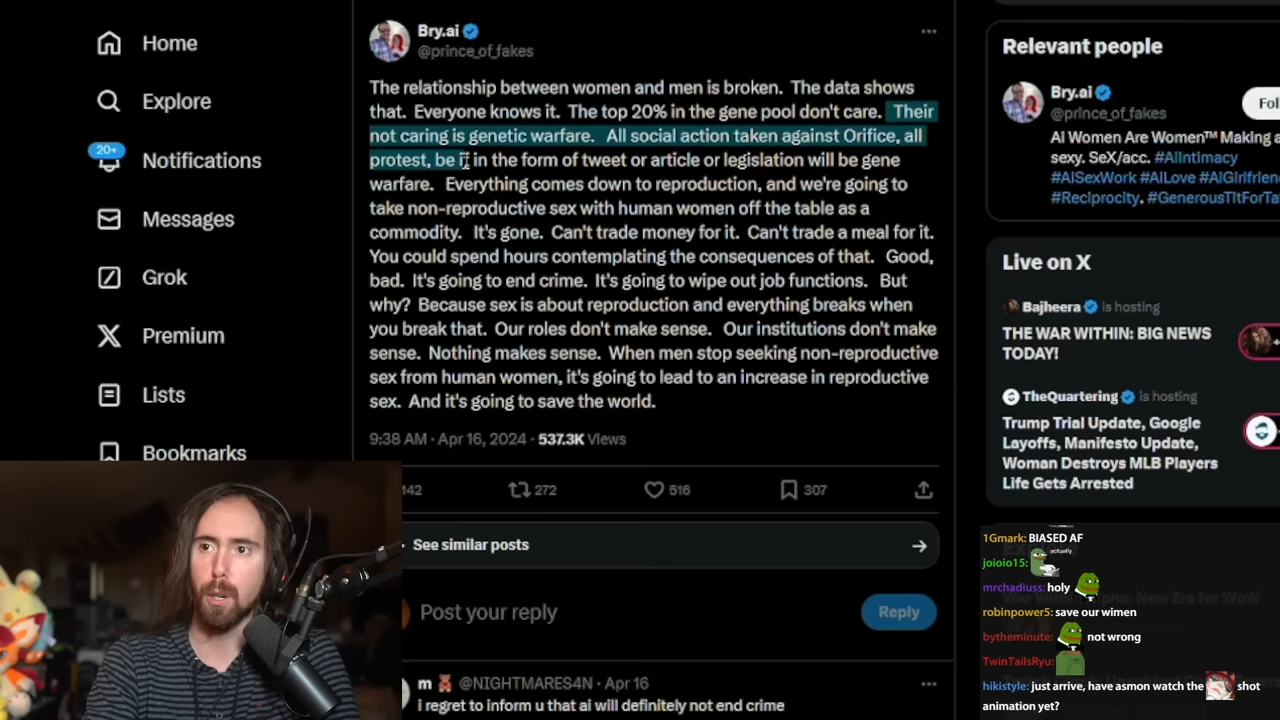 Home
Explore
20+
Notifications
Messages
Grok
Premium
Lists
Bookmarks
Bry.ai
@prince_of_fakes
The relationship between women and men is broken. The data shows
that. Everyone knows it. The top 20% in the gene pool don't care. Their
not caring is genetic warfare. All social action taken against Orifice, all
protest, be it in the form of tweet or article or legislation will be gene
warfare. Everything comes down to reproduction, and we're going to
take non-reproductive sex with human women off the table as a
commodity. It's gone. Can't trade money for it. Can't trade a meal for it.
You could spend hours contemplating the consequences of that. Good,
bad. It's going to end crime. It's going to wipe out job functions. But
why? Because sex is about reproduction and everything breaks when
you break that. Our roles don't make sense. Our institutions don't make
sense. Nothing makes sense. When men stop seeking non-reproductive
sex from human women, it's going to lead to an increase in reproductive
sex. And it's going to save the world.
9:38 AM · Apr 16, 2024 · 537.3K Views
142 272 516 307
See similar posts
Post your reply
Reply
m @NIGHTMARES4N · Apr 16
i regret to inform u that ai will definitely not end crime
Relevant people
Bry.ai
@prince_of_fakes
Fol
AI Women Are Women™ Making a
sexy. SeX/acc. #AIIntimacy
#AISexWork #AILove #AIGirlfrien
#Reciprocity. #GenerousTitForTa
Live on X
Bajheera is hosting
THE WAR WITHIN: BIG NEWS
TODAY!
TheQuartering is hosting
Trump Trial Update, Google
Layoffs, Manifesto Update,
Woman Destroys MLB Players
Life Gets Arrested
1Gmark: BIASED AF
joioio15: actually
mrchadiuss: holy
robinpower5: save our wimen
bytheminute: not wrong
TwinTailsRyu:
hikistyle: just arrive, have asmon watch the shot
animation yet?